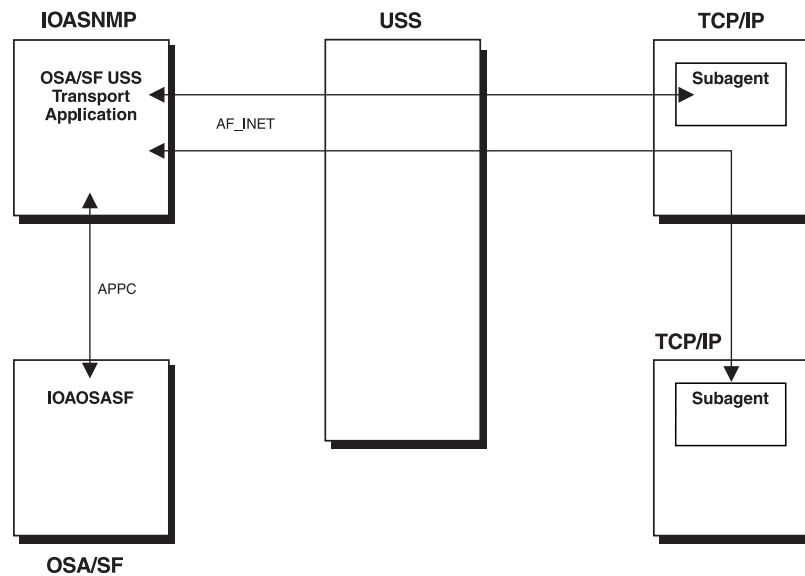 IOASNMP
USS
TCP/IP
OSA/SF USS
Transport
Application
Subagent
AF_INET
APPC
TCP/IP
IOAOSASF
Subagent
OSA/SF